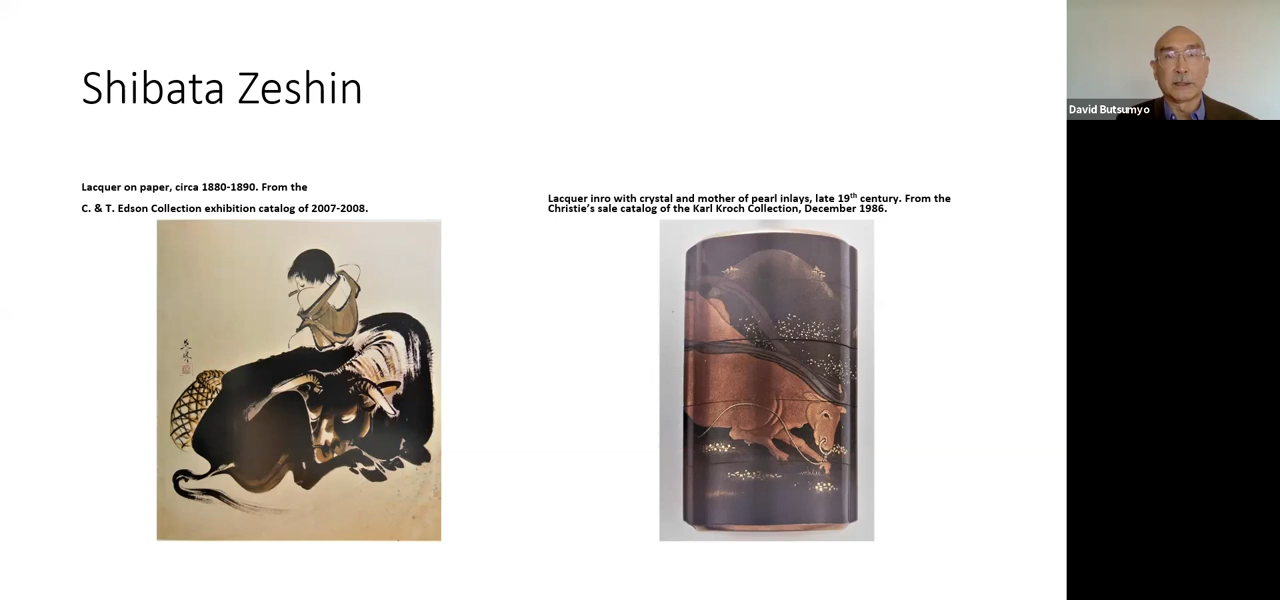 Shibata Zeshin
Lacquer on paper, circa 1880-1890. From the
C. & T. Edson Collection exhibition catalog of 2007-2008.
Lacquer inro with crystal and mother of pearl inlays, late 19th century. From the
Christie's sale catalog of the Karl Kroch Collection, December 1986.
David Butsumyo